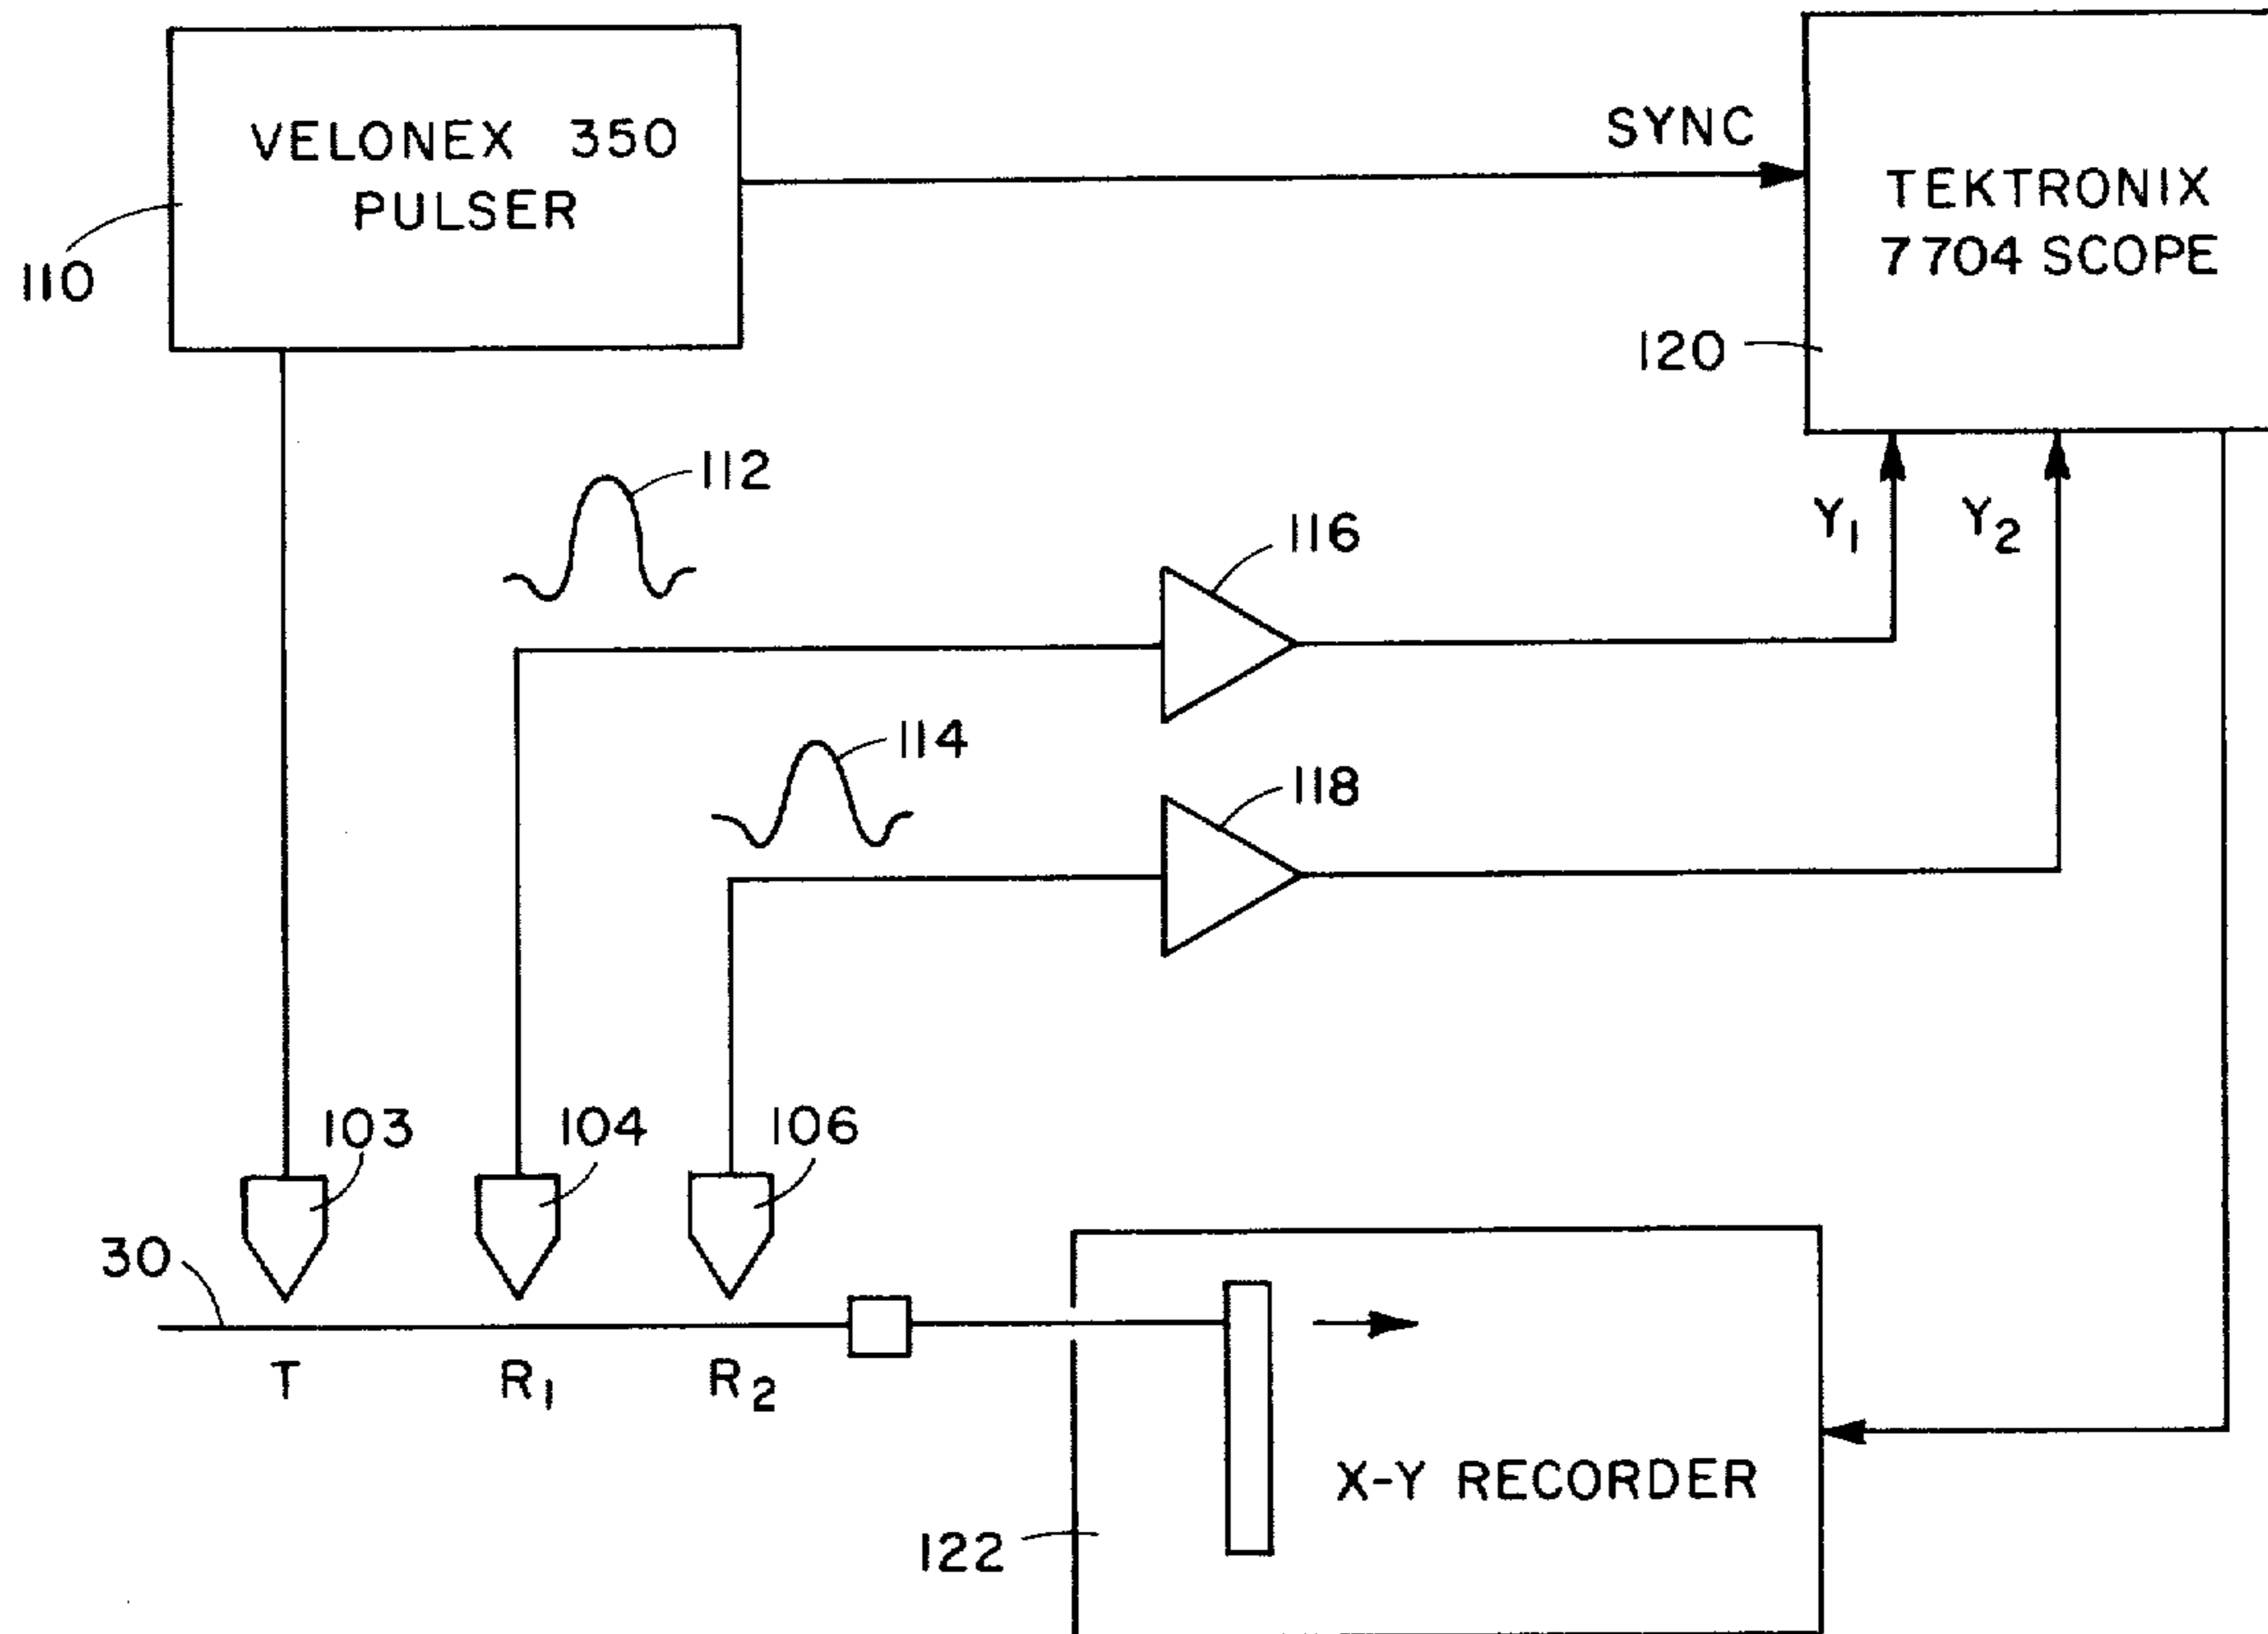 VELONEX 350
PULSER
110
SYNC
TEKTRONIX
7704 SCOPE
120
112
116
Y1
Y2
114
118
103
104
106
30
T
R1
R2
X-Y RECORDER
122